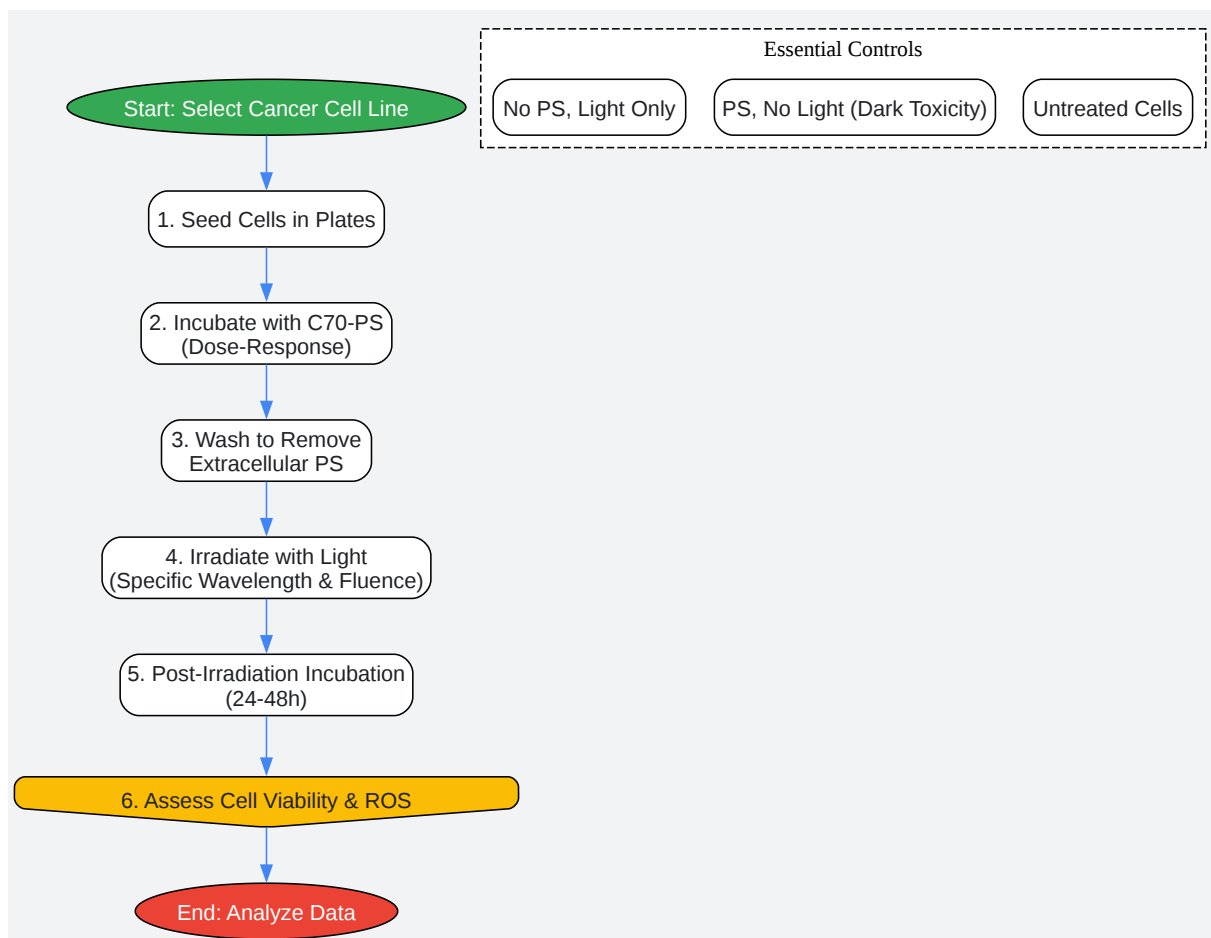 Essential Controls
No PS, Light Only
PS, No Light (Dark Toxicity)
Untreated Cells
Start: Select Cancer Cell Line
1. Seed Cells in Plates
2. Incubate with C70-PS
(Dose-Response)
3. Wash to Remove
Extracellular PS
4. Irradiate with Light
(Specific Wavelength & Fluence)
5. Post-Irradiation Incubation
(24-48h)
6. Assess Cell Viability & ROS
End: Analyze Data